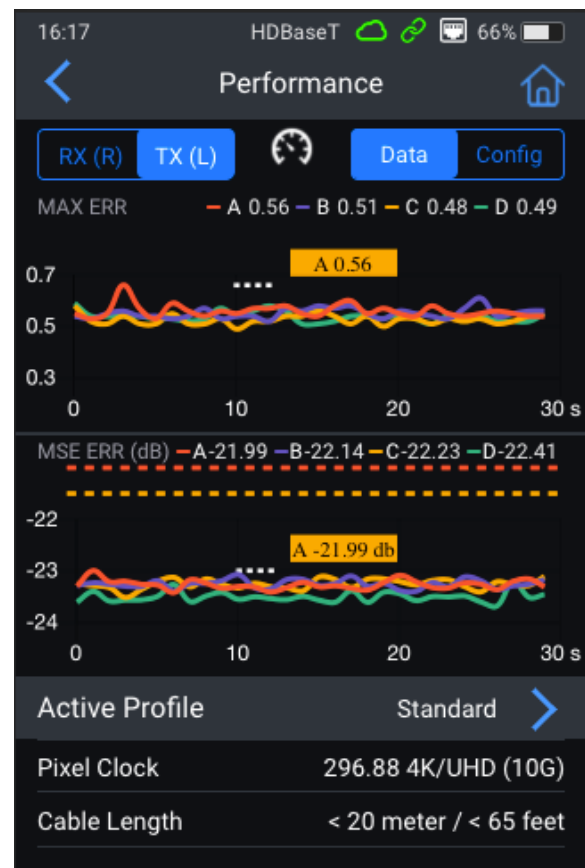 16:17 HDBaseT 66%
Performance
RX (R) TX (L) Data Config
MAX ERR A 0.56 B 0.51 C 0.48 D 0.49
A 0.56
0.7
0.5
0.3
0 10 20 30 s
MSE ERR (dB) A-21.99 B-22.14 C-22.23 D-22.41
-22
A -21.99 db
-23
-24
0 10 20 30 s
Active Profile Standard
Pixel Clock 296.88 4K/UHD (10G)
Cable Length < 20 meter / < 65 feet